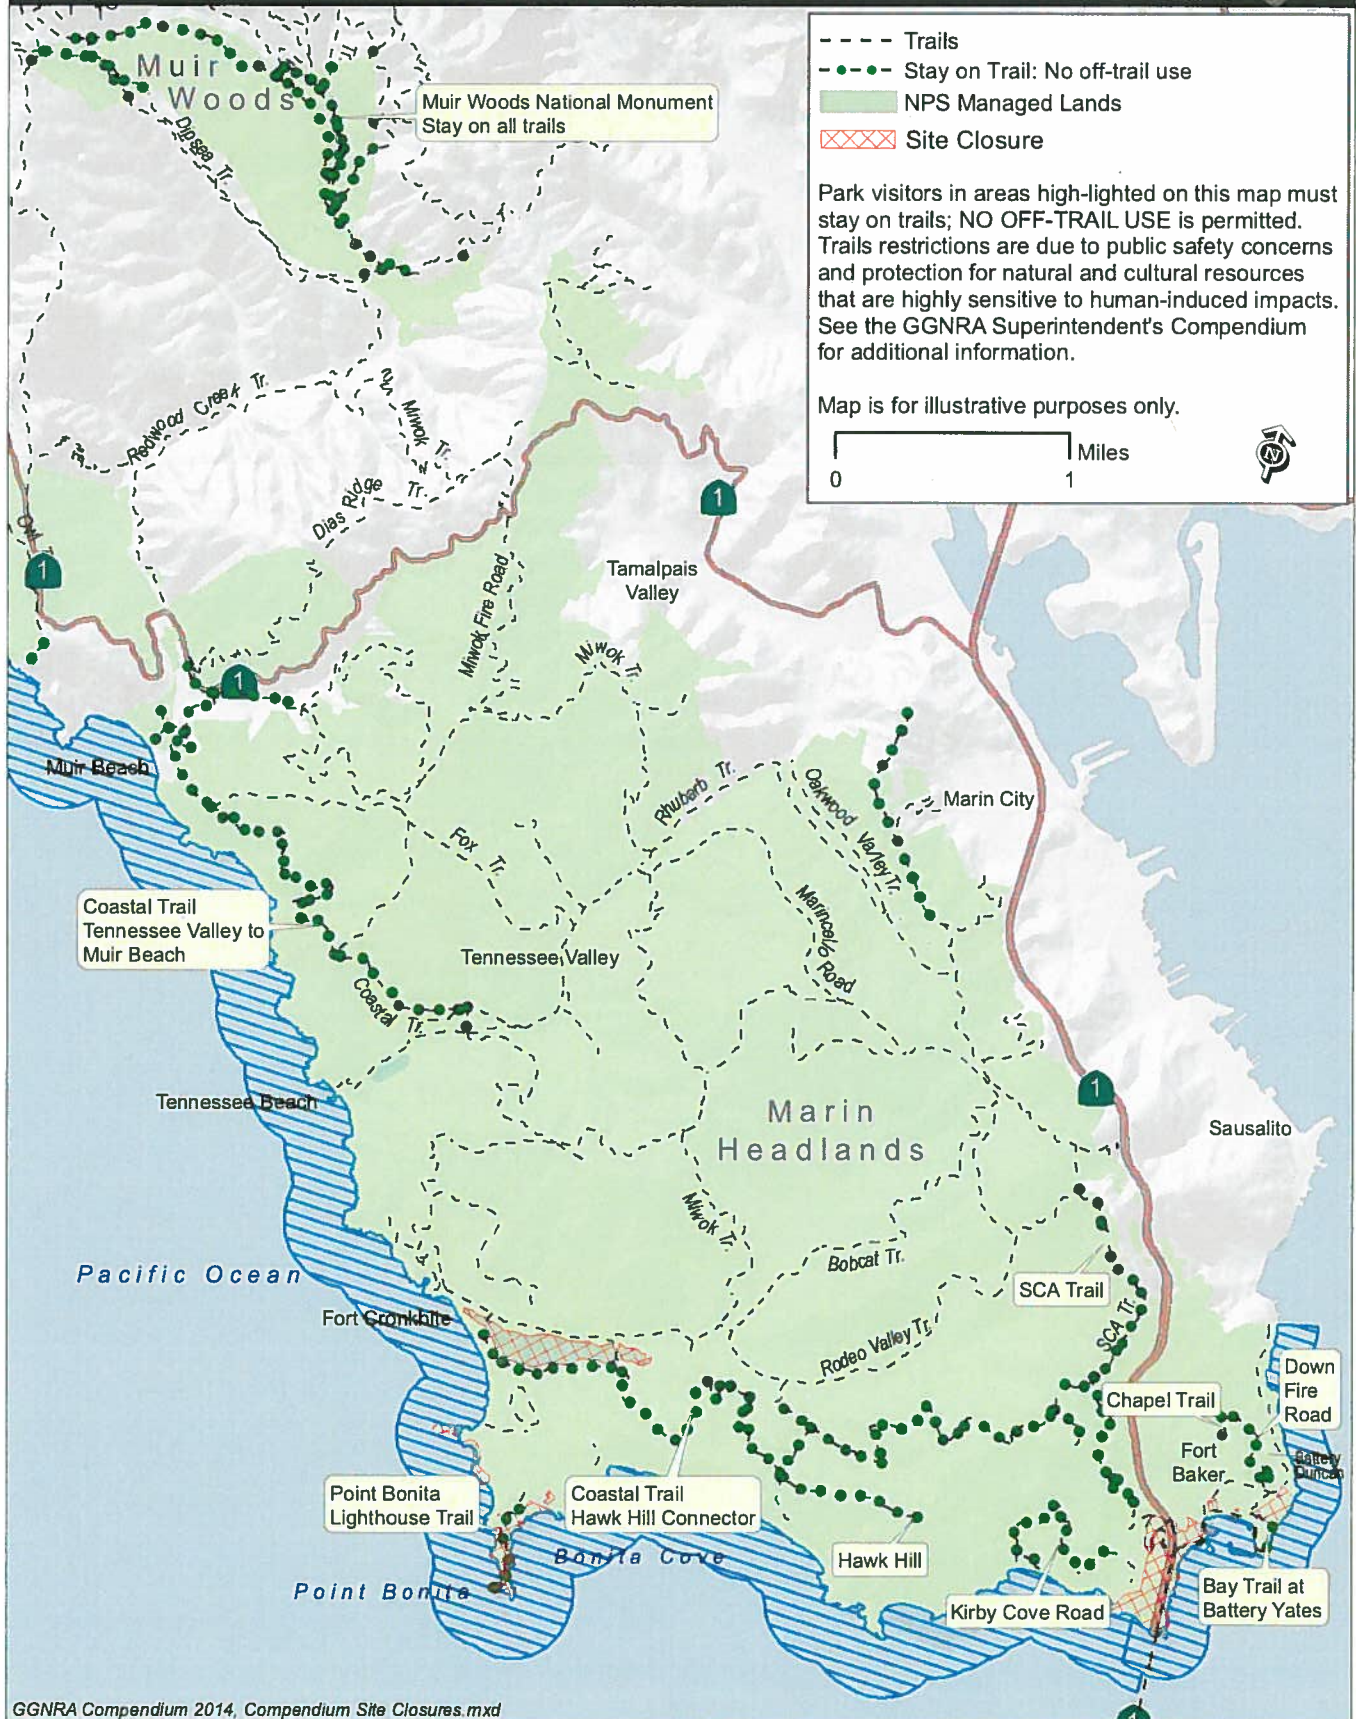 Trails
Stay on Trail: No off-trail use
NPS Managed Lands
Site Closure
Park visitors in areas high-lighted on this map must
stay on trails; NO OFF-TRAIL USE is permitted.
Trails restrictions are due to public safety concerns
and protection for natural and cultural resources
that are highly sensitive to human-induced impacts.
See the GGNRA Superintendent's Compendium
for additional information.
Map is for illustrative purposes only.
Miles
0 1
N
Muir
Woods
Tr.
Muir Woods National Monument
Stay on all trails
Dipsea Tr.
Redwood Creek Tr.
Miwok Tr.
Dias Ridge Tr.
1
1
Tamalpais
Valley
Miwok Fire Road
Miwok Tr.
1
Muir Beach
Rhubarb Tr.
Oakwood Valley Tr.
Marin City
Fox Tr.
Marincello
Road
Coastal Trail
Tennessee Valley to
Muir Beach
Tennessee Valley
Coastal Tr.
Tennessee Beach
1
Marin
Headlands
Sausalito
Miwok Tr.
Bobcat Tr.
Pacific Ocean
SCA Trail
Fort Cronkhite
SCA Tr.
Rodeo Valley Tr.
Down
Fire
Road
Chapel Trail
Fort
Baker
Battery
Duncan
Point Bonita
Lighthouse Trail
Coastal Trail
Hawk Hill Connector
Hawk Hill
Bonita Cove
Point Bonita
Kirby Cove Road
Bay Trail at
Battery Yates
GGNRA Compendium 2014, Compendium Site Closures.mxd
1